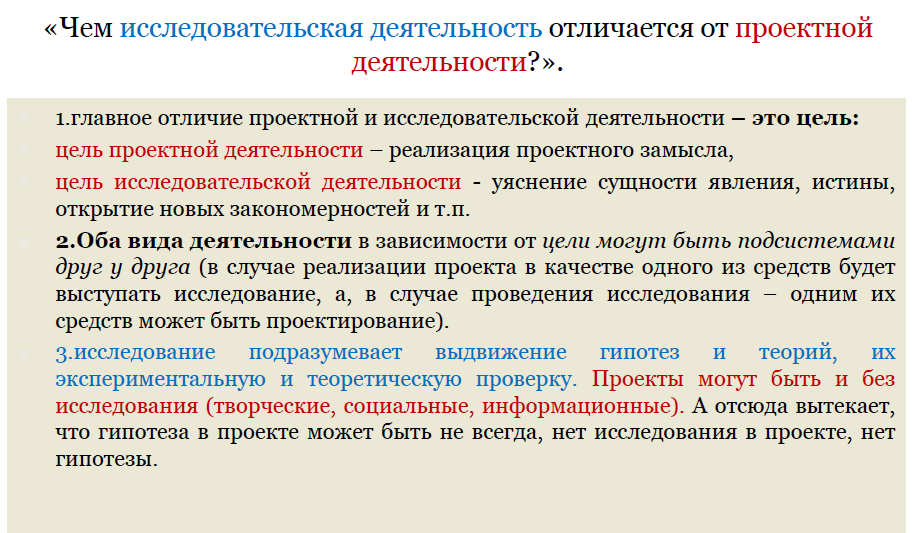 «Чем исследовательская деятельность отличается от проектной
деятельности?».
1.главное отличие проектной и исследовательской деятельности – это цель:
цель проектной деятельности – реализация проектного замысла,
цель исследовательской деятельности - уяснение сущности явления, истины,
открытие новых закономерностей и т.п.
2.Оба вида деятельности в зависимости от цели могут быть подсистемами
друг у друга (в случае реализации проекта в качестве одного из средств будет
выступать исследование, а, в случае проведения исследования – одним их
средств может быть проектирование).
3.исследование подразумевает выдвижение гипотез и теорий, их
экспериментальную и теоретическую проверку. Проекты могут быть и без
исследования (творческие, социальные, информационные). А отсюда вытекает,
что гипотеза в проекте может быть не всегда, нет исследования в проекте, нет
гипотезы.